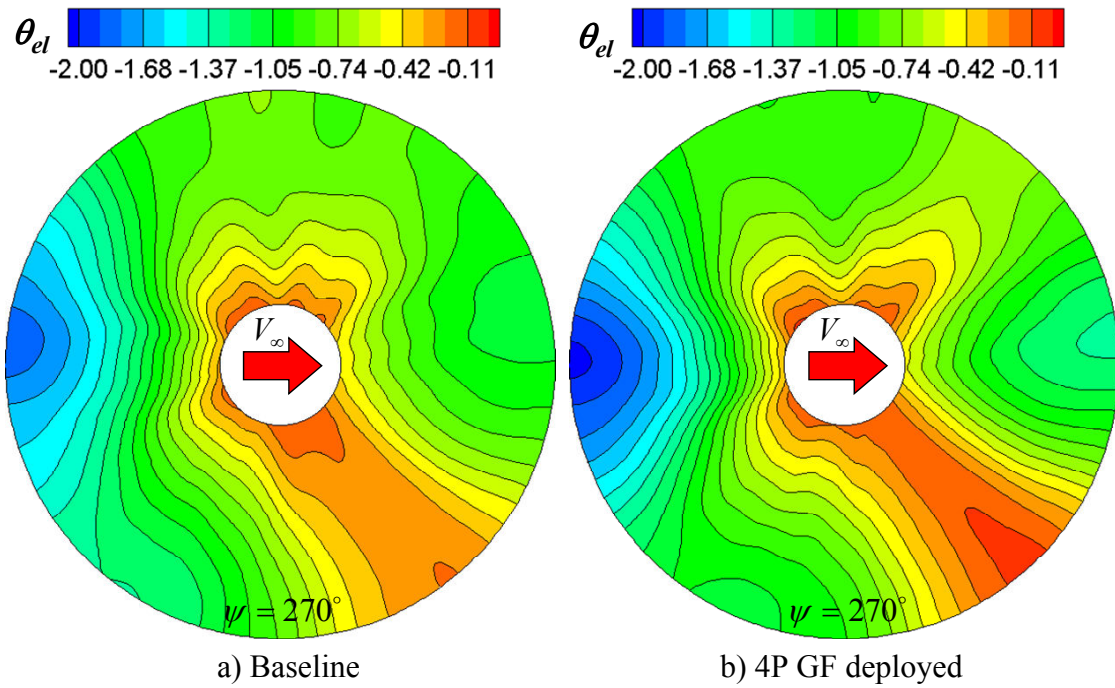 θel
-2.00 -1.68 -1.37 -1.05 -0.74 -0.42 -0.11
θel
-2.00 -1.68 -1.37 -1.05 -0.74 -0.42 -0.11
V∞
V∞
ψ = 270°
ψ = 270°
a) Baseline
b) 4P GF deployed